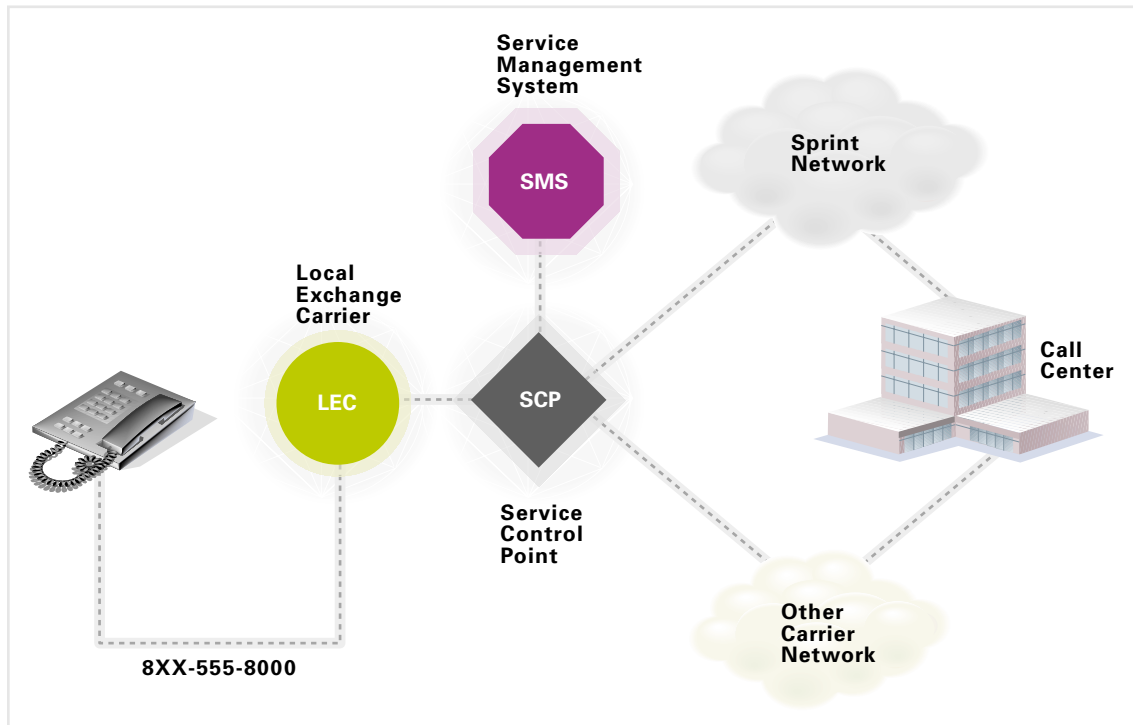 Service
Management
System
SMS
Sprint
Network
Local
Exchange
Carrier
LEC
SCP
Call
Center
Service
Control
Point
Other
Carrier
Network
8XX-555-8000